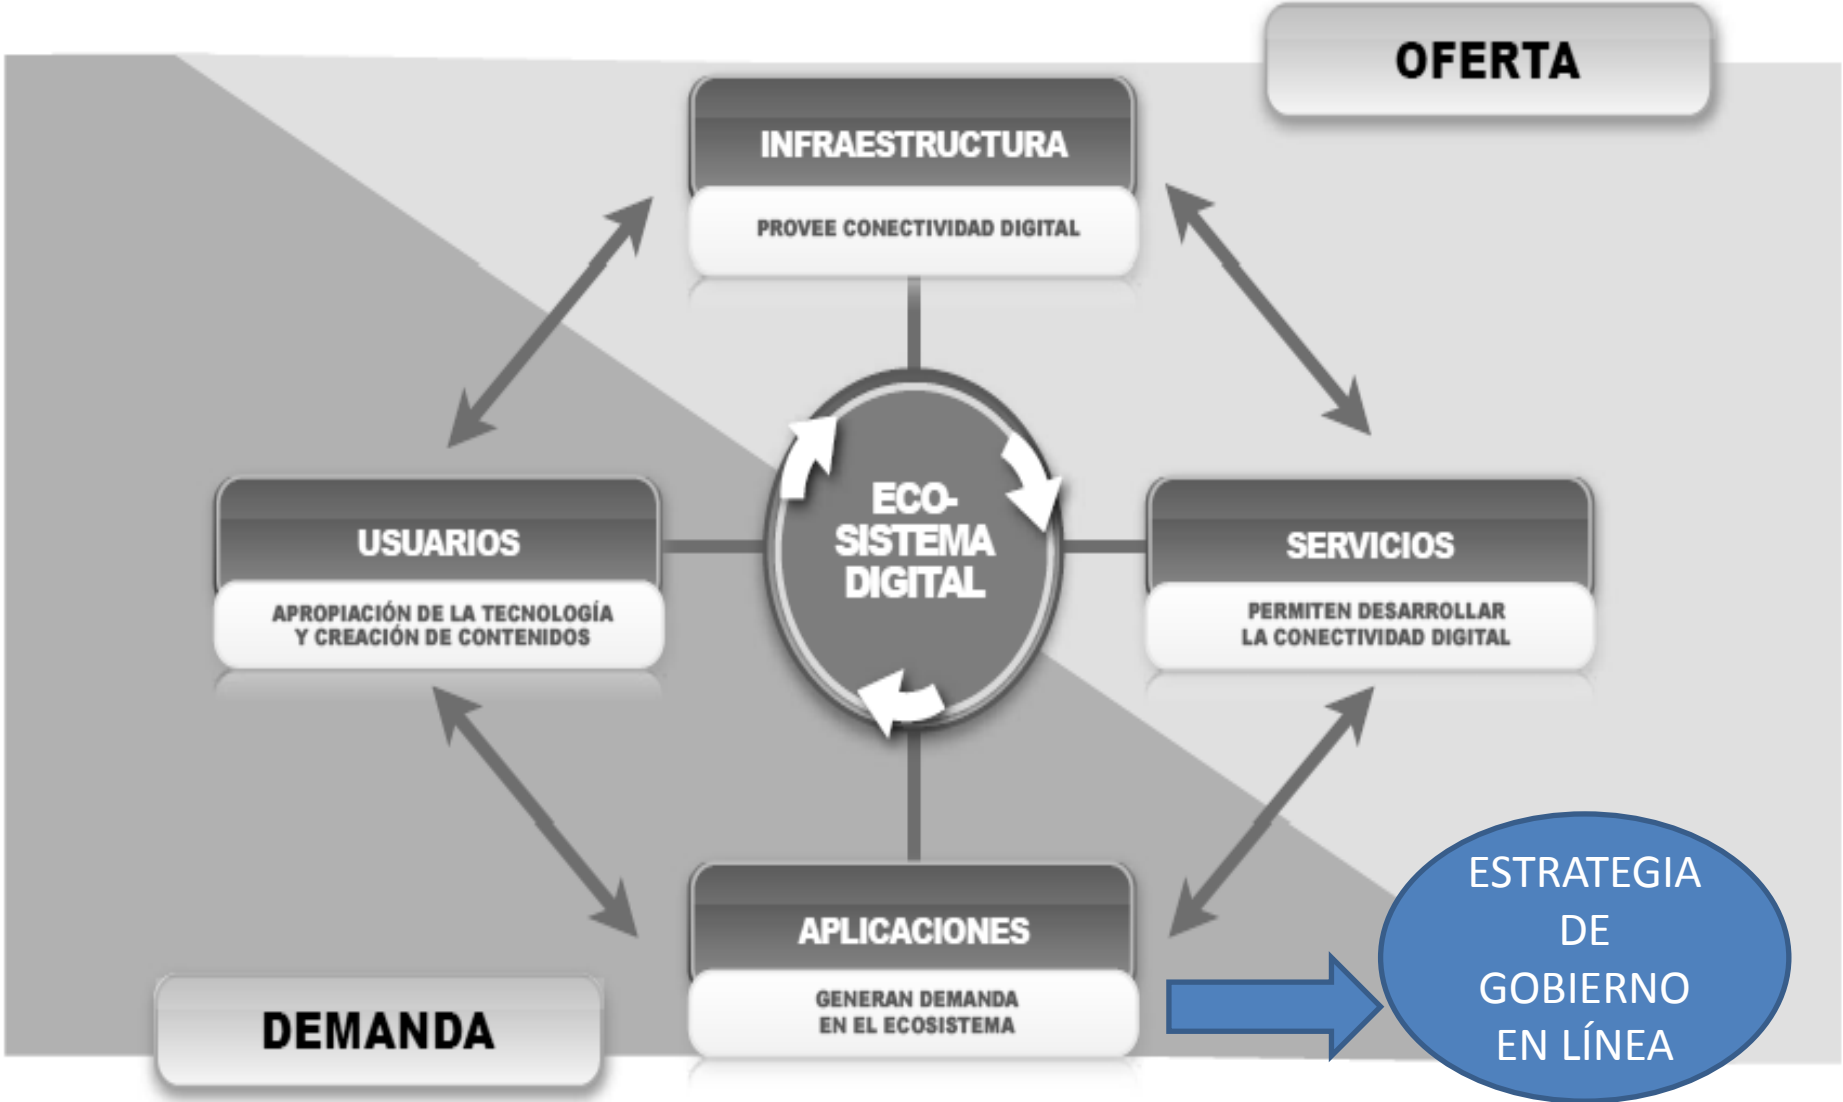 OFERTA
INFRAESTRUCTURA
PROVEE CONECTIVIDAD DIGITAL
ECO-
SISTEMA
DIGITAL
USUARIOS
APROPIACIÓN DE LA TECNOLOGÍA
Y CREACIÓN DE CONTENIDOS
SERVICIOS
PERMITEN DESARROLLAR
LA CONECTIVIDAD DIGITAL
APLICACIONES
GENERAN DEMANDA
EN EL ECOSISTEMA
DEMANDA
ESTRATEGIA
DE
GOBIERNO
EN LÍNEA